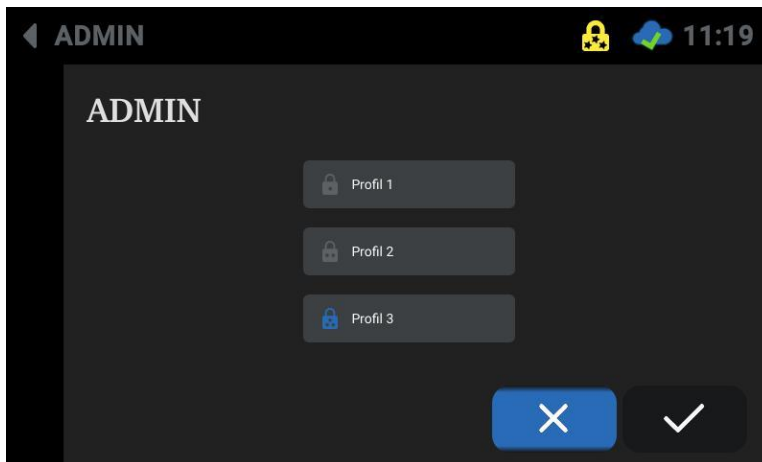 ADMIN
11:19
ADMIN
Profil 1
Profil 2
Profil 3